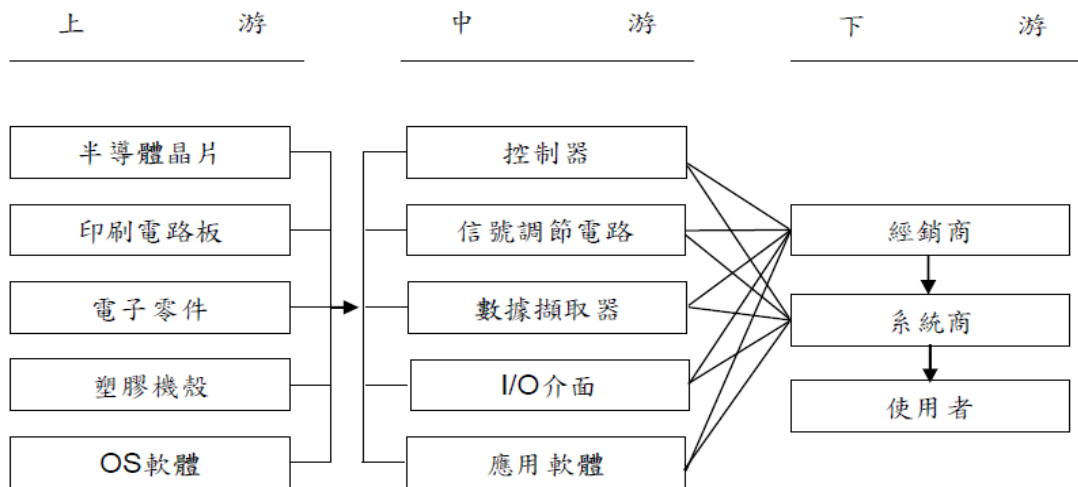 上 游
中 游
下 游
半導體晶片
印刷電路板
電子零件
塑膠機殼
OS軟體
控制器
信號調節電路
數據擷取器
I/O介面
應用軟體
經銷商
系統商
使用者